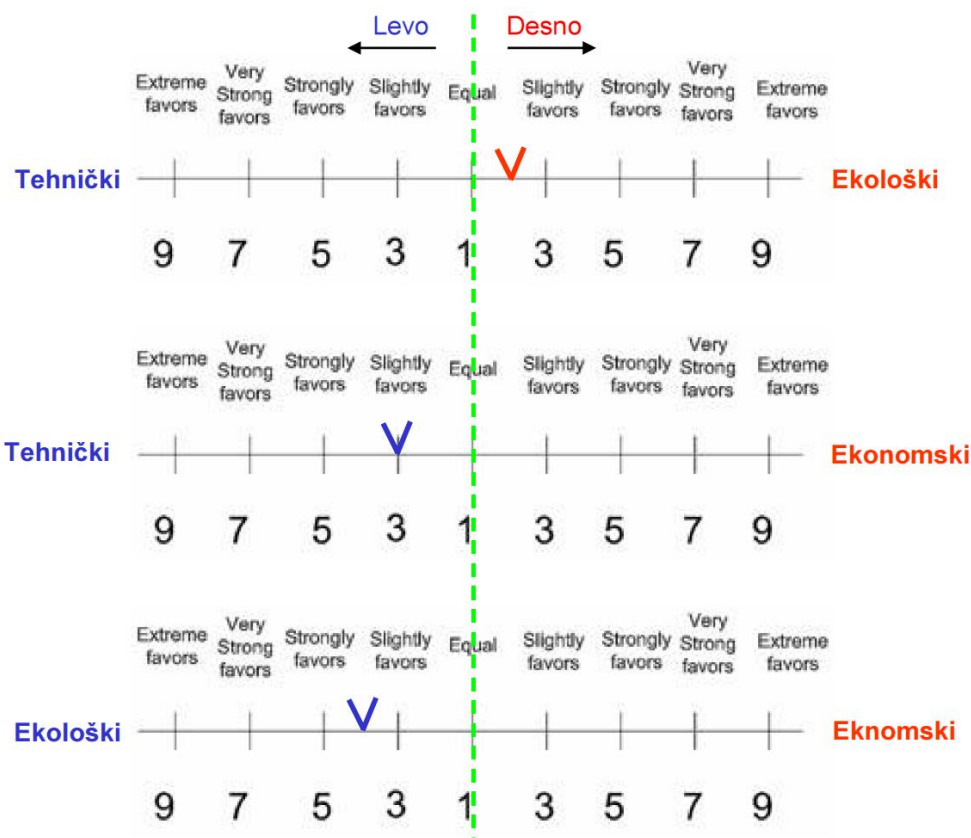 Levo Desno
Extreme favors Very Strong favors Strongly favors Slightly favors Equal Slightly favors Strongly favors Very Strong favors Extreme favors
Tehnički Ekološki
9 7 5 3 1 3 5 7 9
Extreme favors Very Strong favors Strongly favors Slightly favors Equal Slightly favors Strongly favors Very Strong favors Extreme favors
Tehnički Ekonomski
9 7 5 3 1 3 5 7 9
Extreme favors Very Strong favors Strongly favors Slightly favors Equal Slightly favors Strongly favors Very Strong favors Extreme favors
Ekološki Eknomski
9 7 5 3 1 3 5 7 9